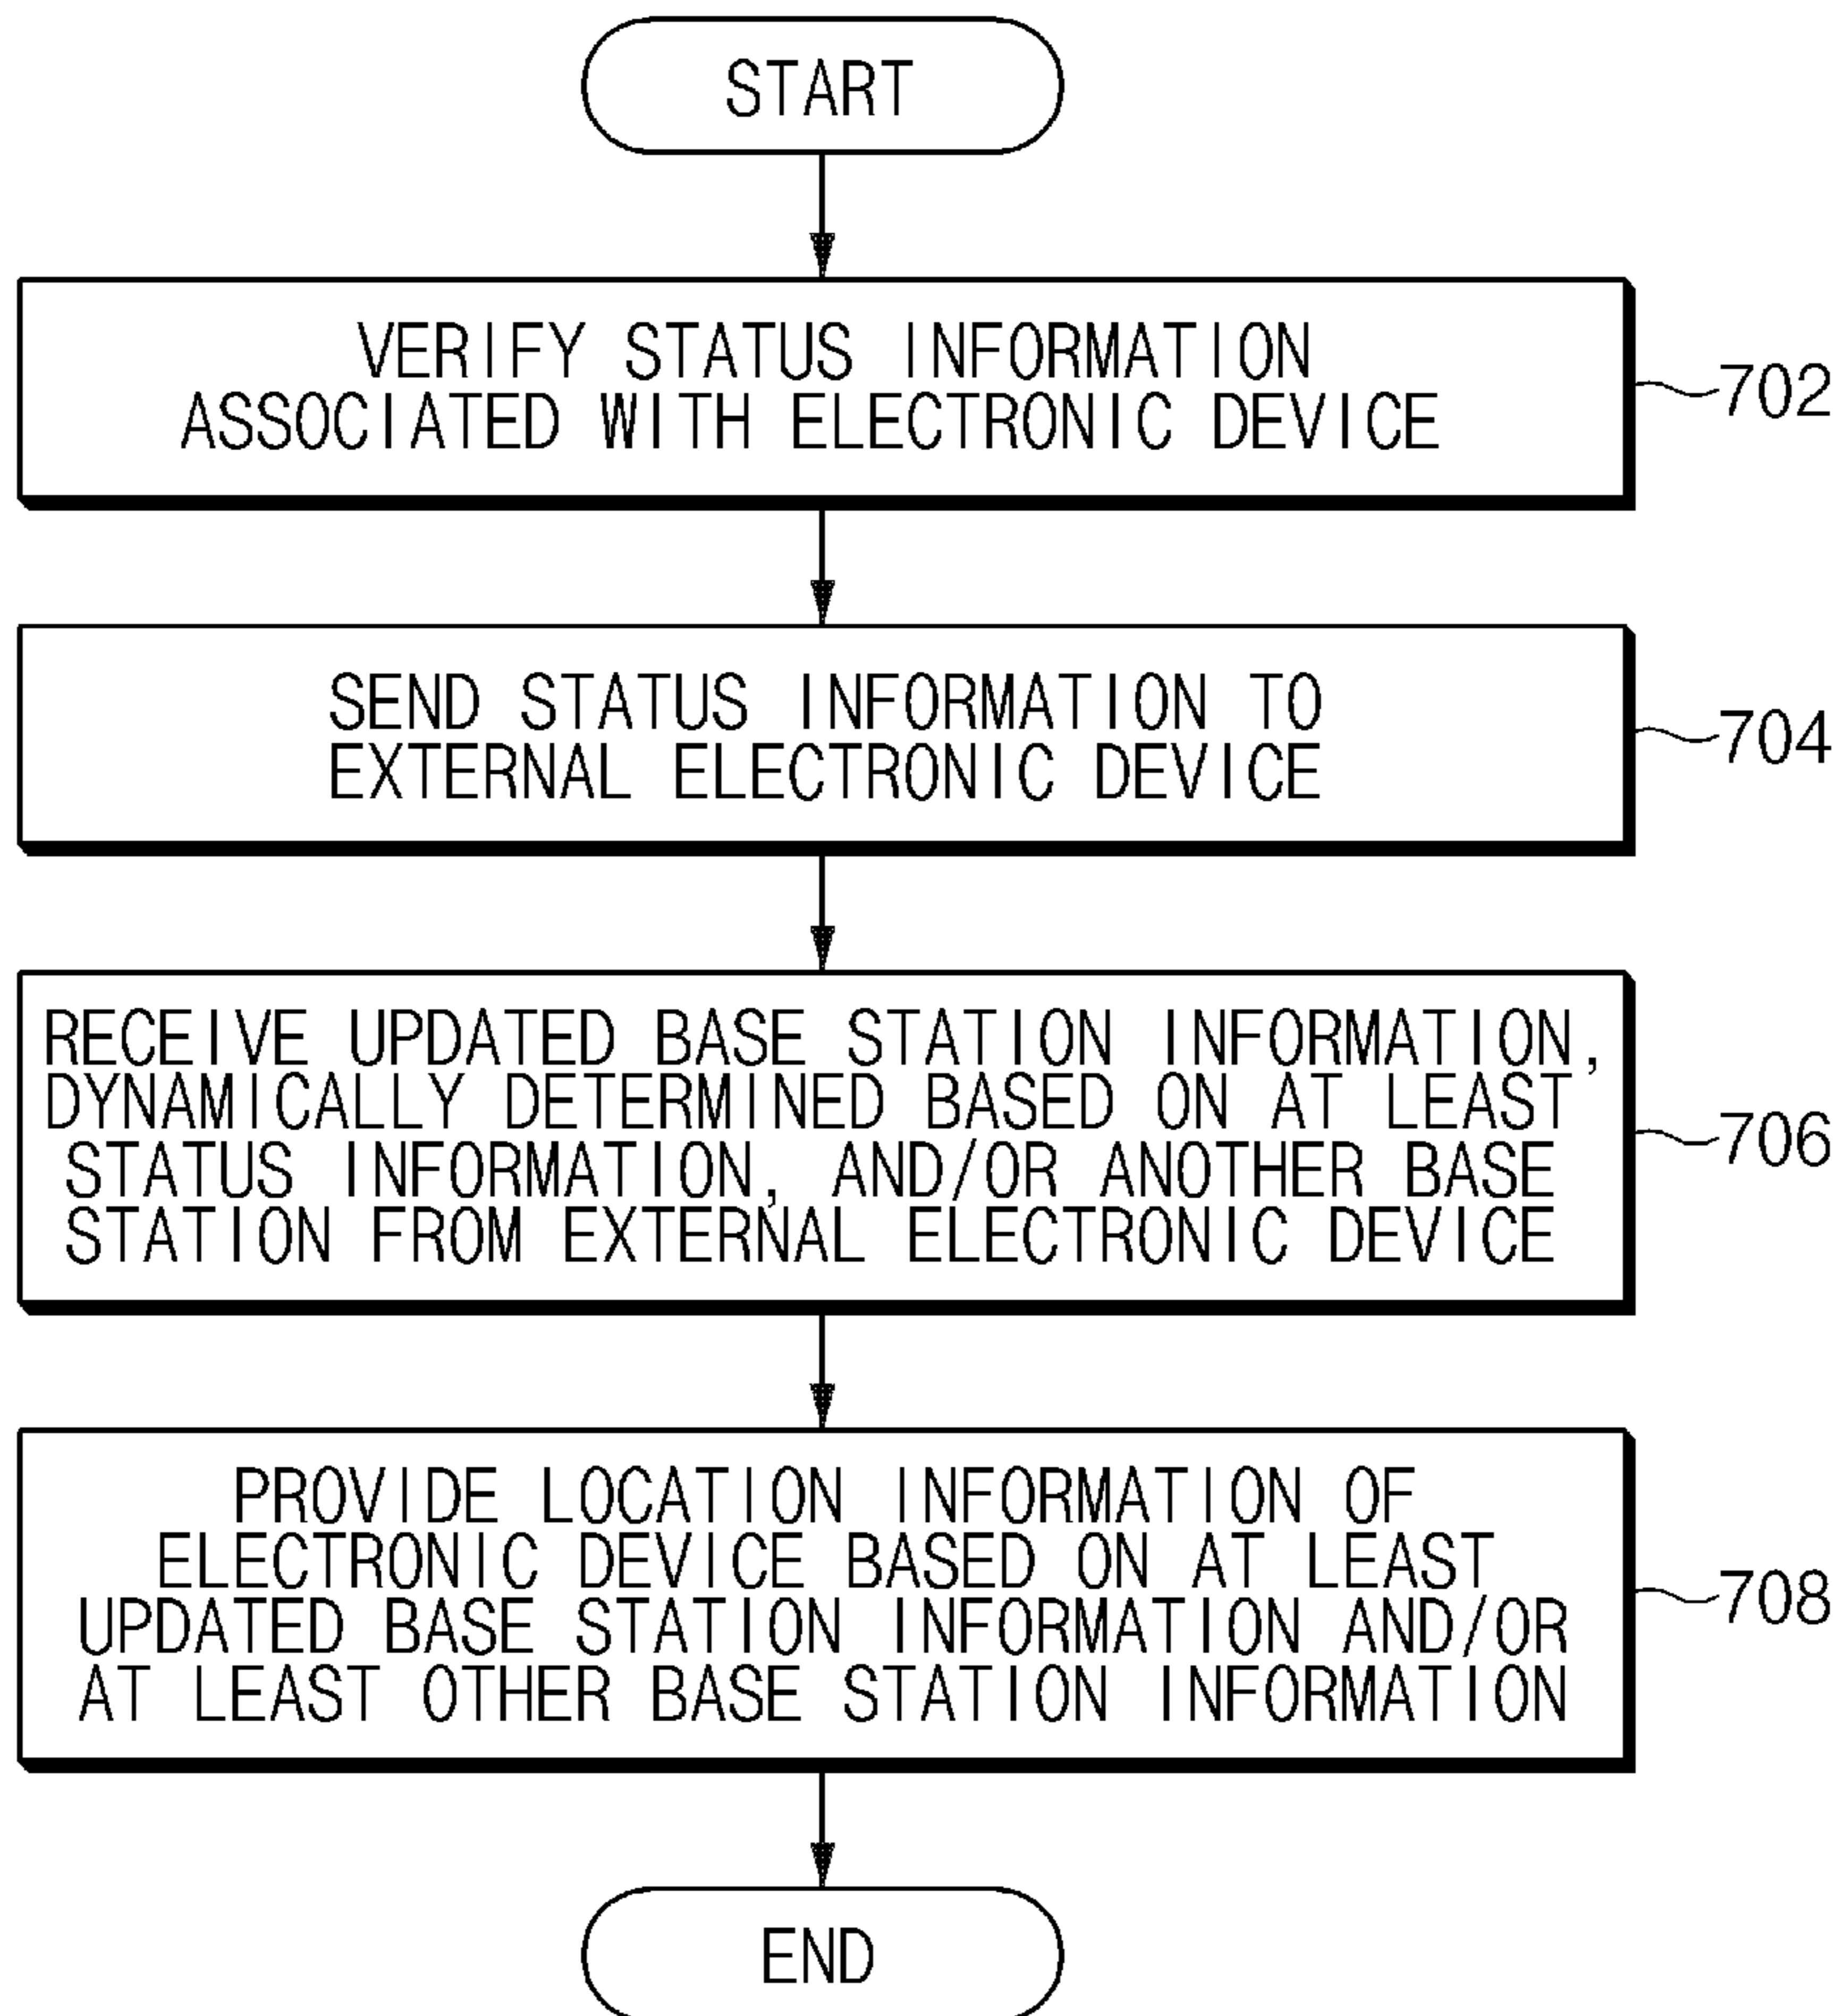 START
VERIFY STATUS INFORMATION
ASSOCIATED WITH ELECTRONIC DEVICE
702
SEND STATUS INFORMATION TO
EXTERNAL ELECTRONIC DEVICE
704
RECEIVE UPDATED BASE STATION INFORMATION,
DYNAMICALLY DETERMINED BASED ON AT LEAST
STATUS INFORMATION, AND/OR ANOTHER BASE
STATION FROM EXTERNAL ELECTRONIC DEVICE
706
PROVIDE LOCATION INFORMATION OF
ELECTRONIC DEVICE BASED ON AT LEAST
UPDATED BASE STATION INFORMATION AND/OR
AT LEAST OTHER BASE STATION INFORMATION
708
END